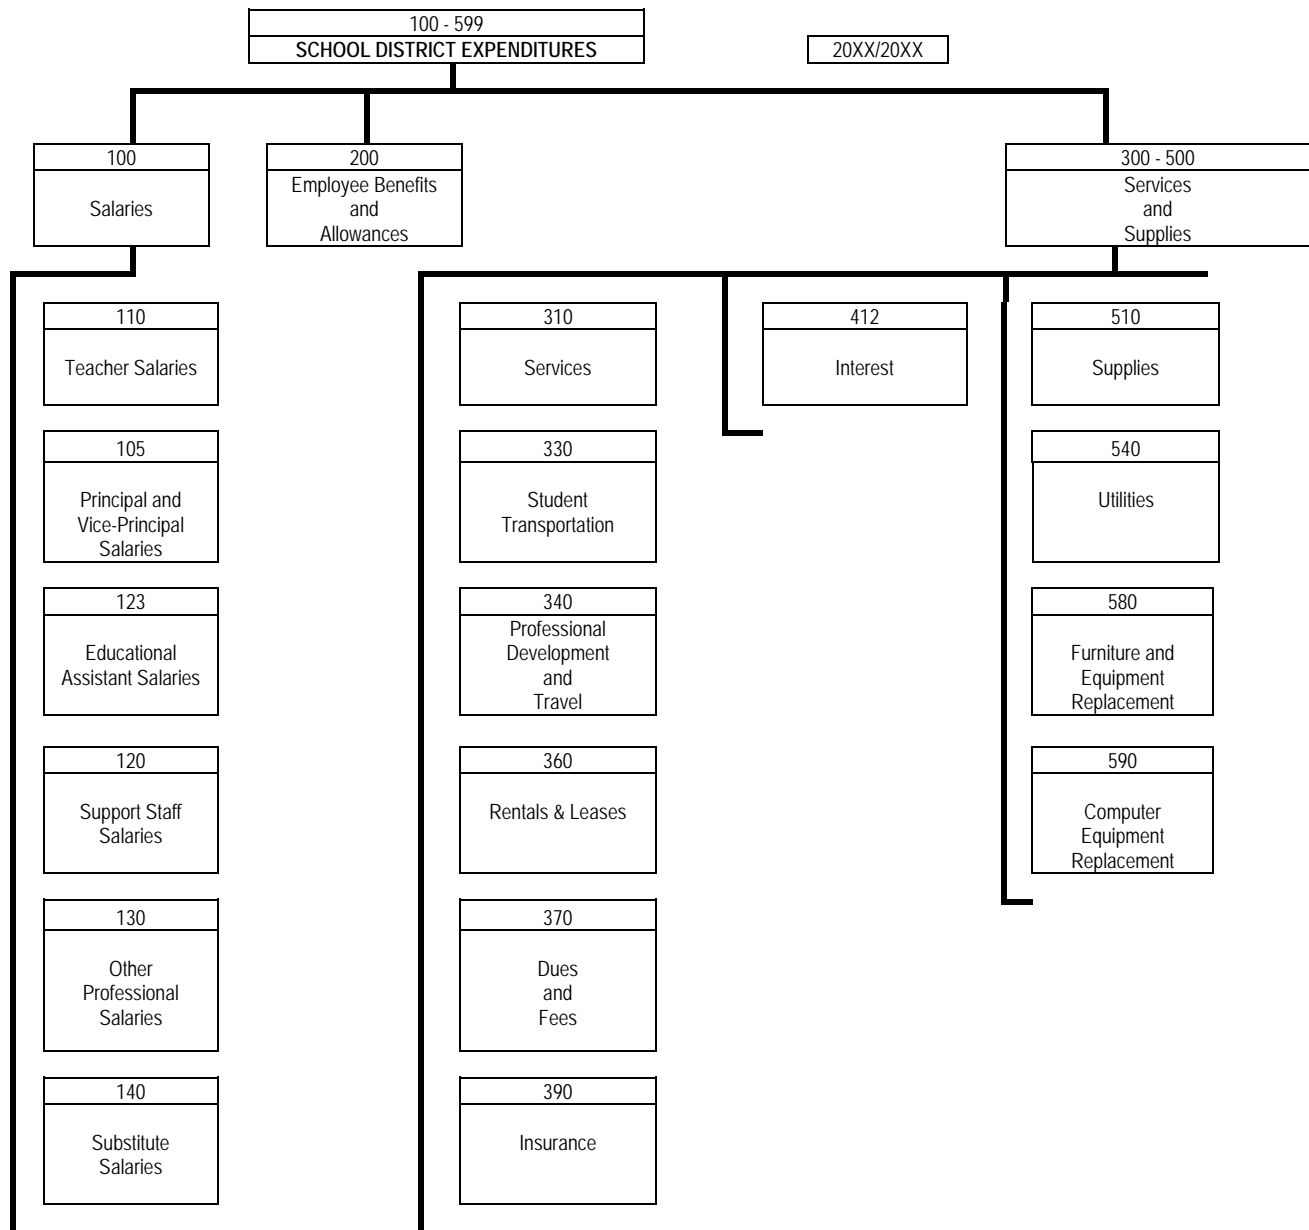 100 - 599
SCHOOL DISTRICT EXPENDITURES
20XX/20XX
100
Salaries
200
Employee Benefits
and
Allowances
300 - 500
Services
and
Supplies
110
Teacher Salaries
105
Principal and
Vice-Principal
Salaries
123
Educational
Assistant Salaries
120
Support Staff
Salaries
130
Other
Professional
Salaries
140
Substitute
Salaries
310
Services
330
Student
Transportation
340
Professional
Development
and
Travel
360
Rentals & Leases
370
Dues
and
Fees
390
Insurance
412
Interest
510
Supplies
540
Utilities
580
Furniture and
Equipment
Replacement
590
Computer
Equipment
Replacement